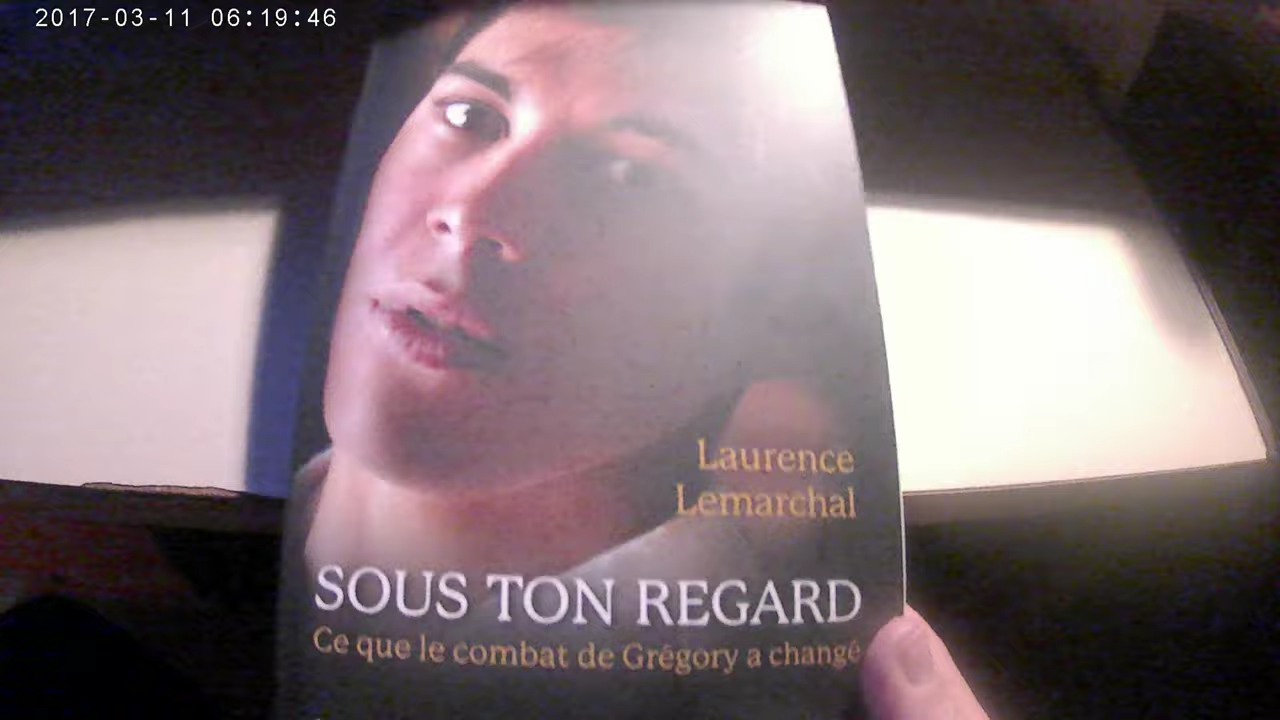 2017-03-11 06:19:46
Laurence
Lemarchal
SOUS TON REGARD
Ce que le combat de Grégory a changé